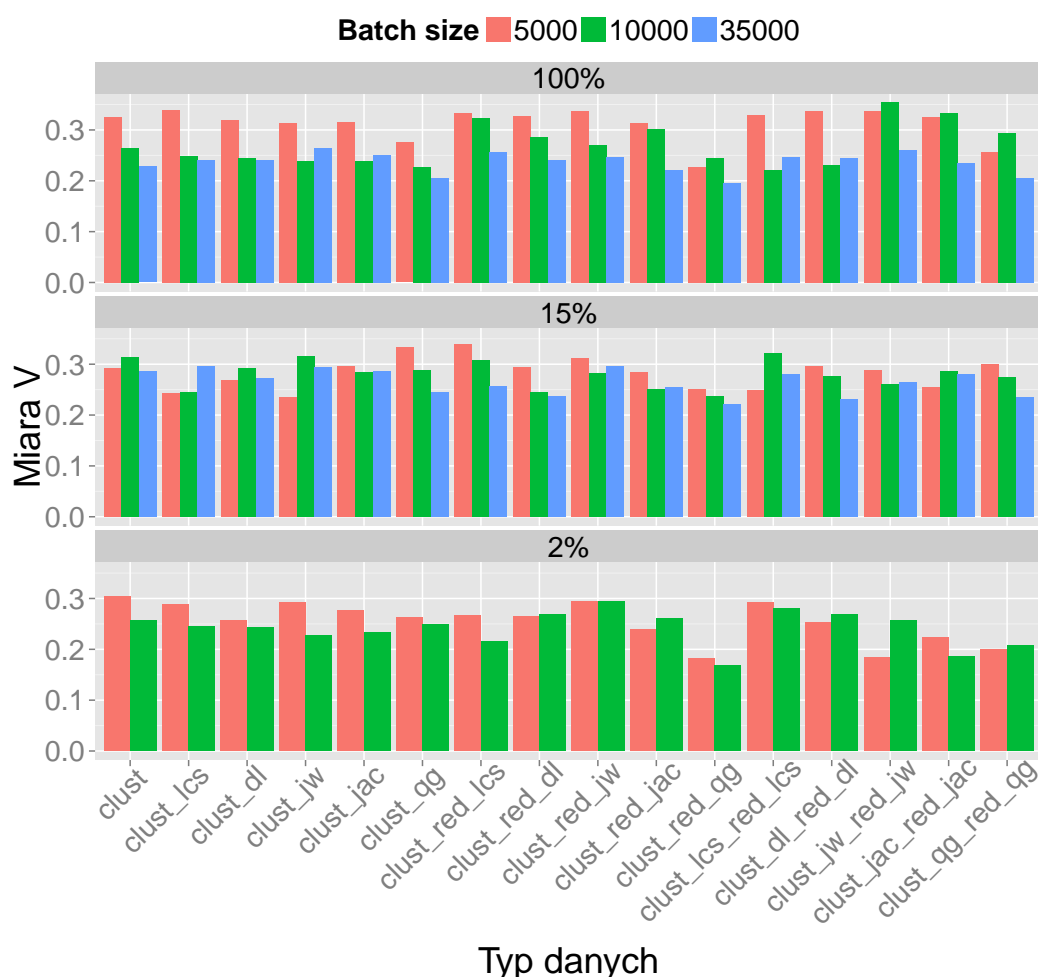 Batch size 5000 10000 35000
100%
0.3
0.2
0.1
0.0
15%
0.3
0.2
0.1
0.0
2%
0.3
0.2
0.1
0.0
Miara V
clust
clust_lcs
clust_dl
clust_jw
clust_jac
clust_qg
clust_red_lcs
clust_red_dl
clust_red_jw
clust_red_jac
clust_red_qg
clust_lcs_red_lcs
clust_dl_red_dl
clust_jw_red_jw
clust_jac_red_jac
clust_qg_red_qg
Typ danych